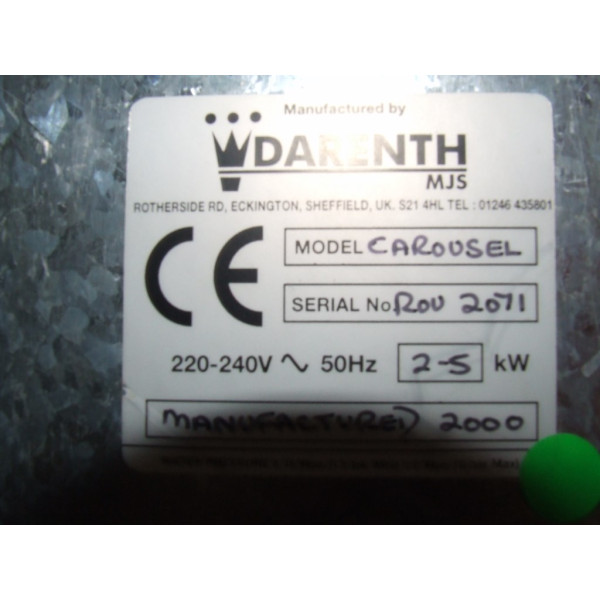 Manufactured by
DARENTH
MJS
ROTHERSIDE RD, ECKINGTON, SHEFFIELD, UK. S21 4HL TEL : 01246 435801
CE
MODEL CAROUSEL
SERIAL No ROU 2071
220-240V ∿ 50Hz 2-5 kW
MANUFACTURED 2000